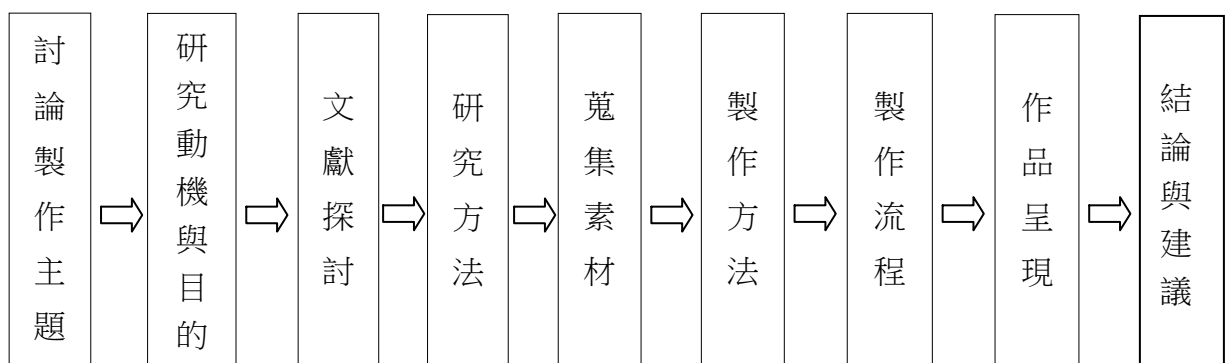 討論製作主題
研究動機與目的
文獻探討
研究方法
蒐集素材
製作方法
製作流程
作品呈現
結論與建議